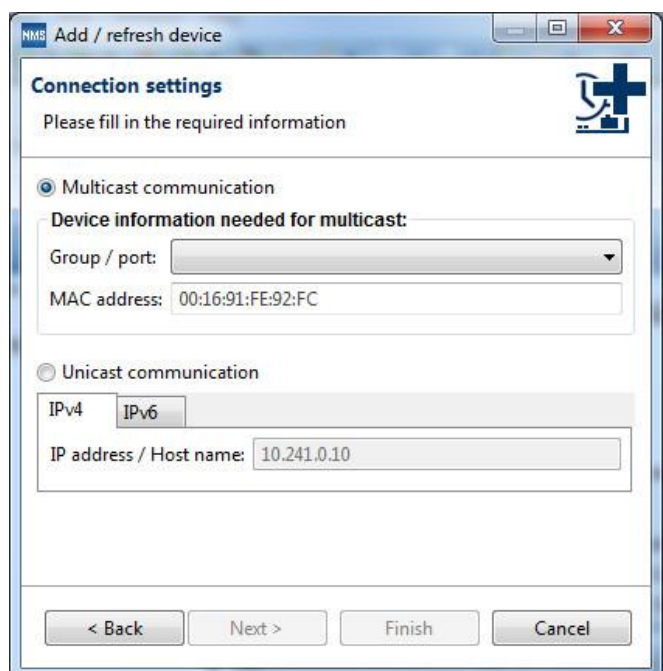 NMS Add / refresh device
Connection settings
Please fill in the required information
Multicast communication
Device information needed for multicast:
Group / port:
MAC address: 00:16:91:FE:92:FC
Unicast communication
IPv4 IPv6
IP address / Host name: 10.241.0.10
< Back Next > Finish Cancel